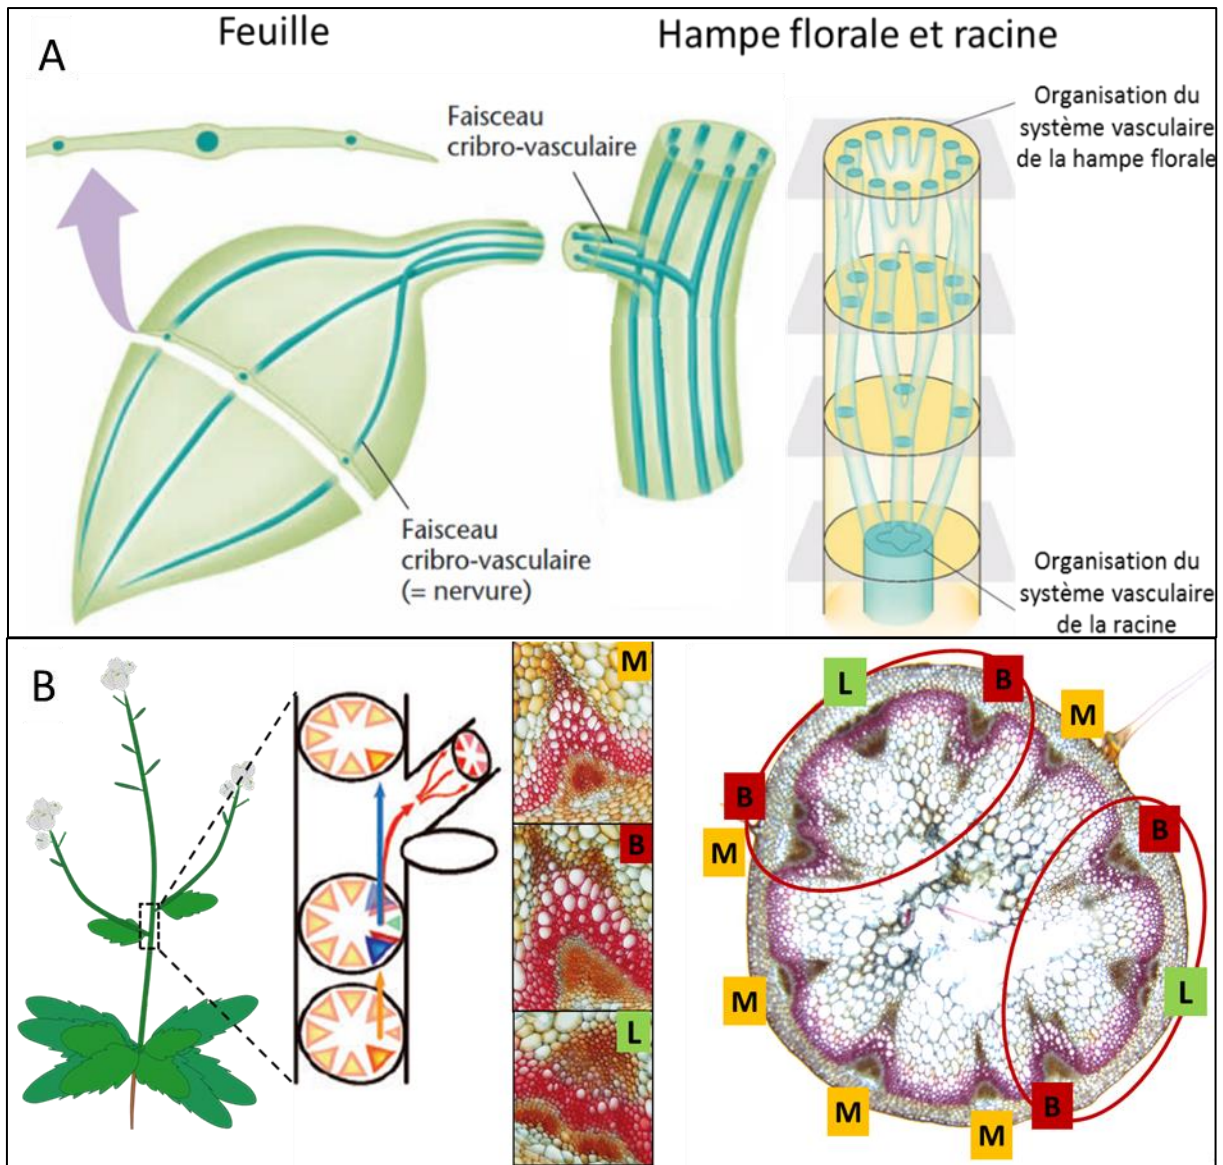 A
Feuille
Hampe florale et racine
Faisceau
cribro-vasculaire
Organisation du
système vasculaire
de la hampe florale
Faisceau
cribro-vasculaire
(= nervure)
Organisation du
système vasculaire
de la racine
B
M
B
L
L
B
M
B
M
B
M
L
M
M
B